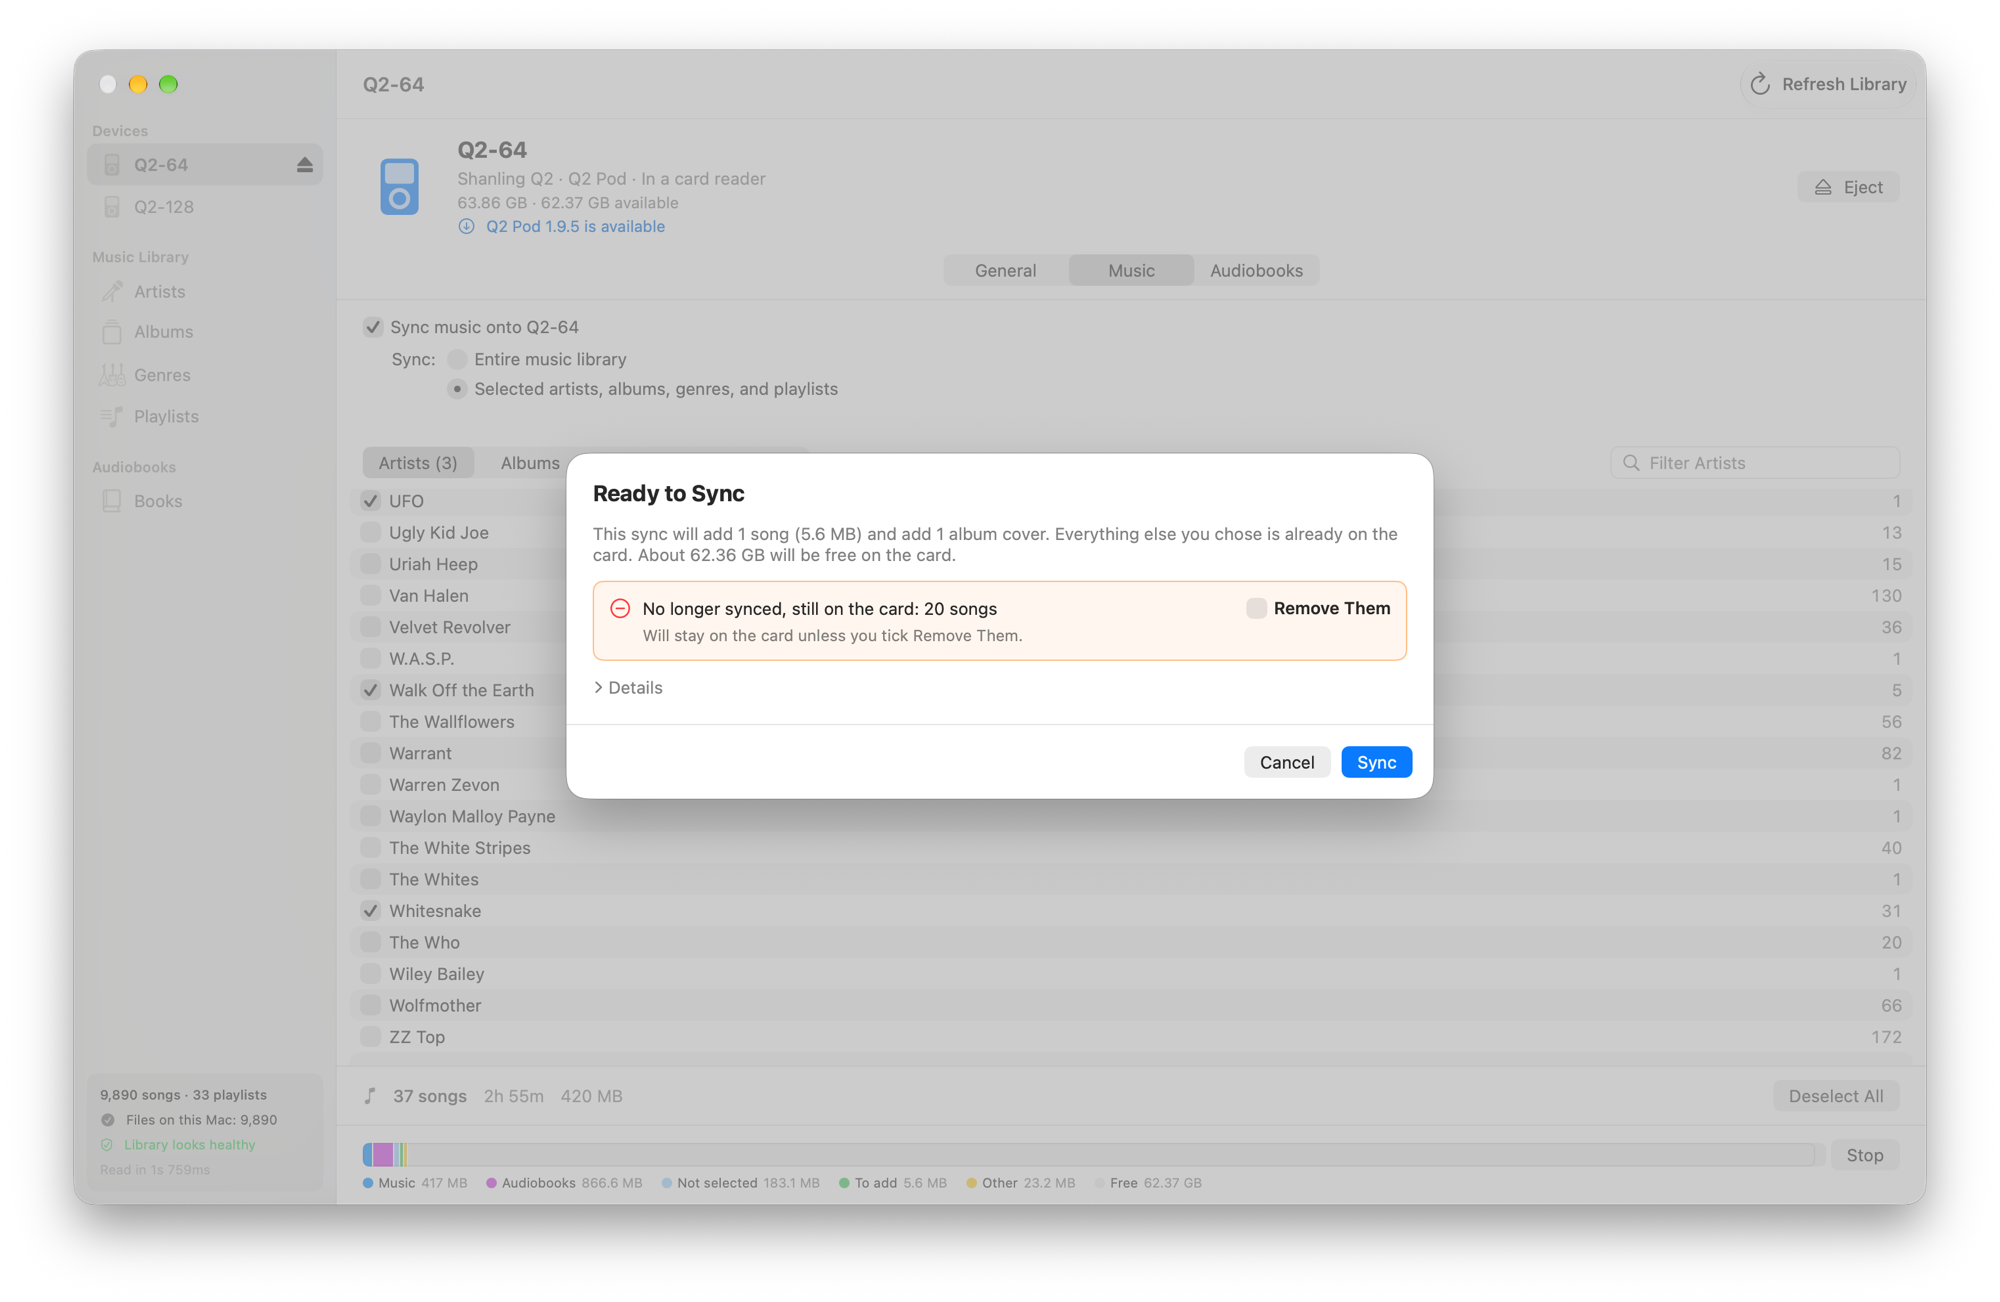 Q2-64
Refresh Library
Devices
Q2-64
Q2-128
Music Library
Artists
Albums
Genres
Playlists
Audiobooks
Books
9,890 songs · 33 playlists
Files on this Mac: 9,890
Library looks healthy
Read in 1s 759ms
Q2-64
Shanling Q2 · Q2 Pod · In a card reader
63.86 GB · 62.37 GB available
Q2 Pod 1.9.5 is available
Eject
General Music Audiobooks
Sync music onto Q2-64
Sync: Entire music library
Selected artists, albums, genres, and playlists
Artists (3) Albums
Filter Artists
UFO 1
Ugly Kid Joe 13
Uriah Heep 15
Van Halen 130
Velvet Revolver 36
W.A.S.P. 1
Walk Off the Earth 5
The Wallflowers 56
Warrant 82
Warren Zevon 1
Waylon Malloy Payne 1
The White Stripes 40
The Whites 1
Whitesnake 31
The Who 20
Wiley Bailey 1
Wolfmother 66
ZZ Top 172
Ready to Sync
This sync will add 1 song (5.6 MB) and add 1 album cover. Everything else you chose is already on the
card. About 62.36 GB will be free on the card.
No longer synced, still on the card: 20 songs
Remove Them
Will stay on the card unless you tick Remove Them.
Details
Cancel Sync
37 songs 2h 55m 420 MB
Deselect All
Stop
Music 417 MB Audiobooks 866.6 MB Not selected 183.1 MB To add 5.6 MB Other 23.2 MB Free 62.37 GB